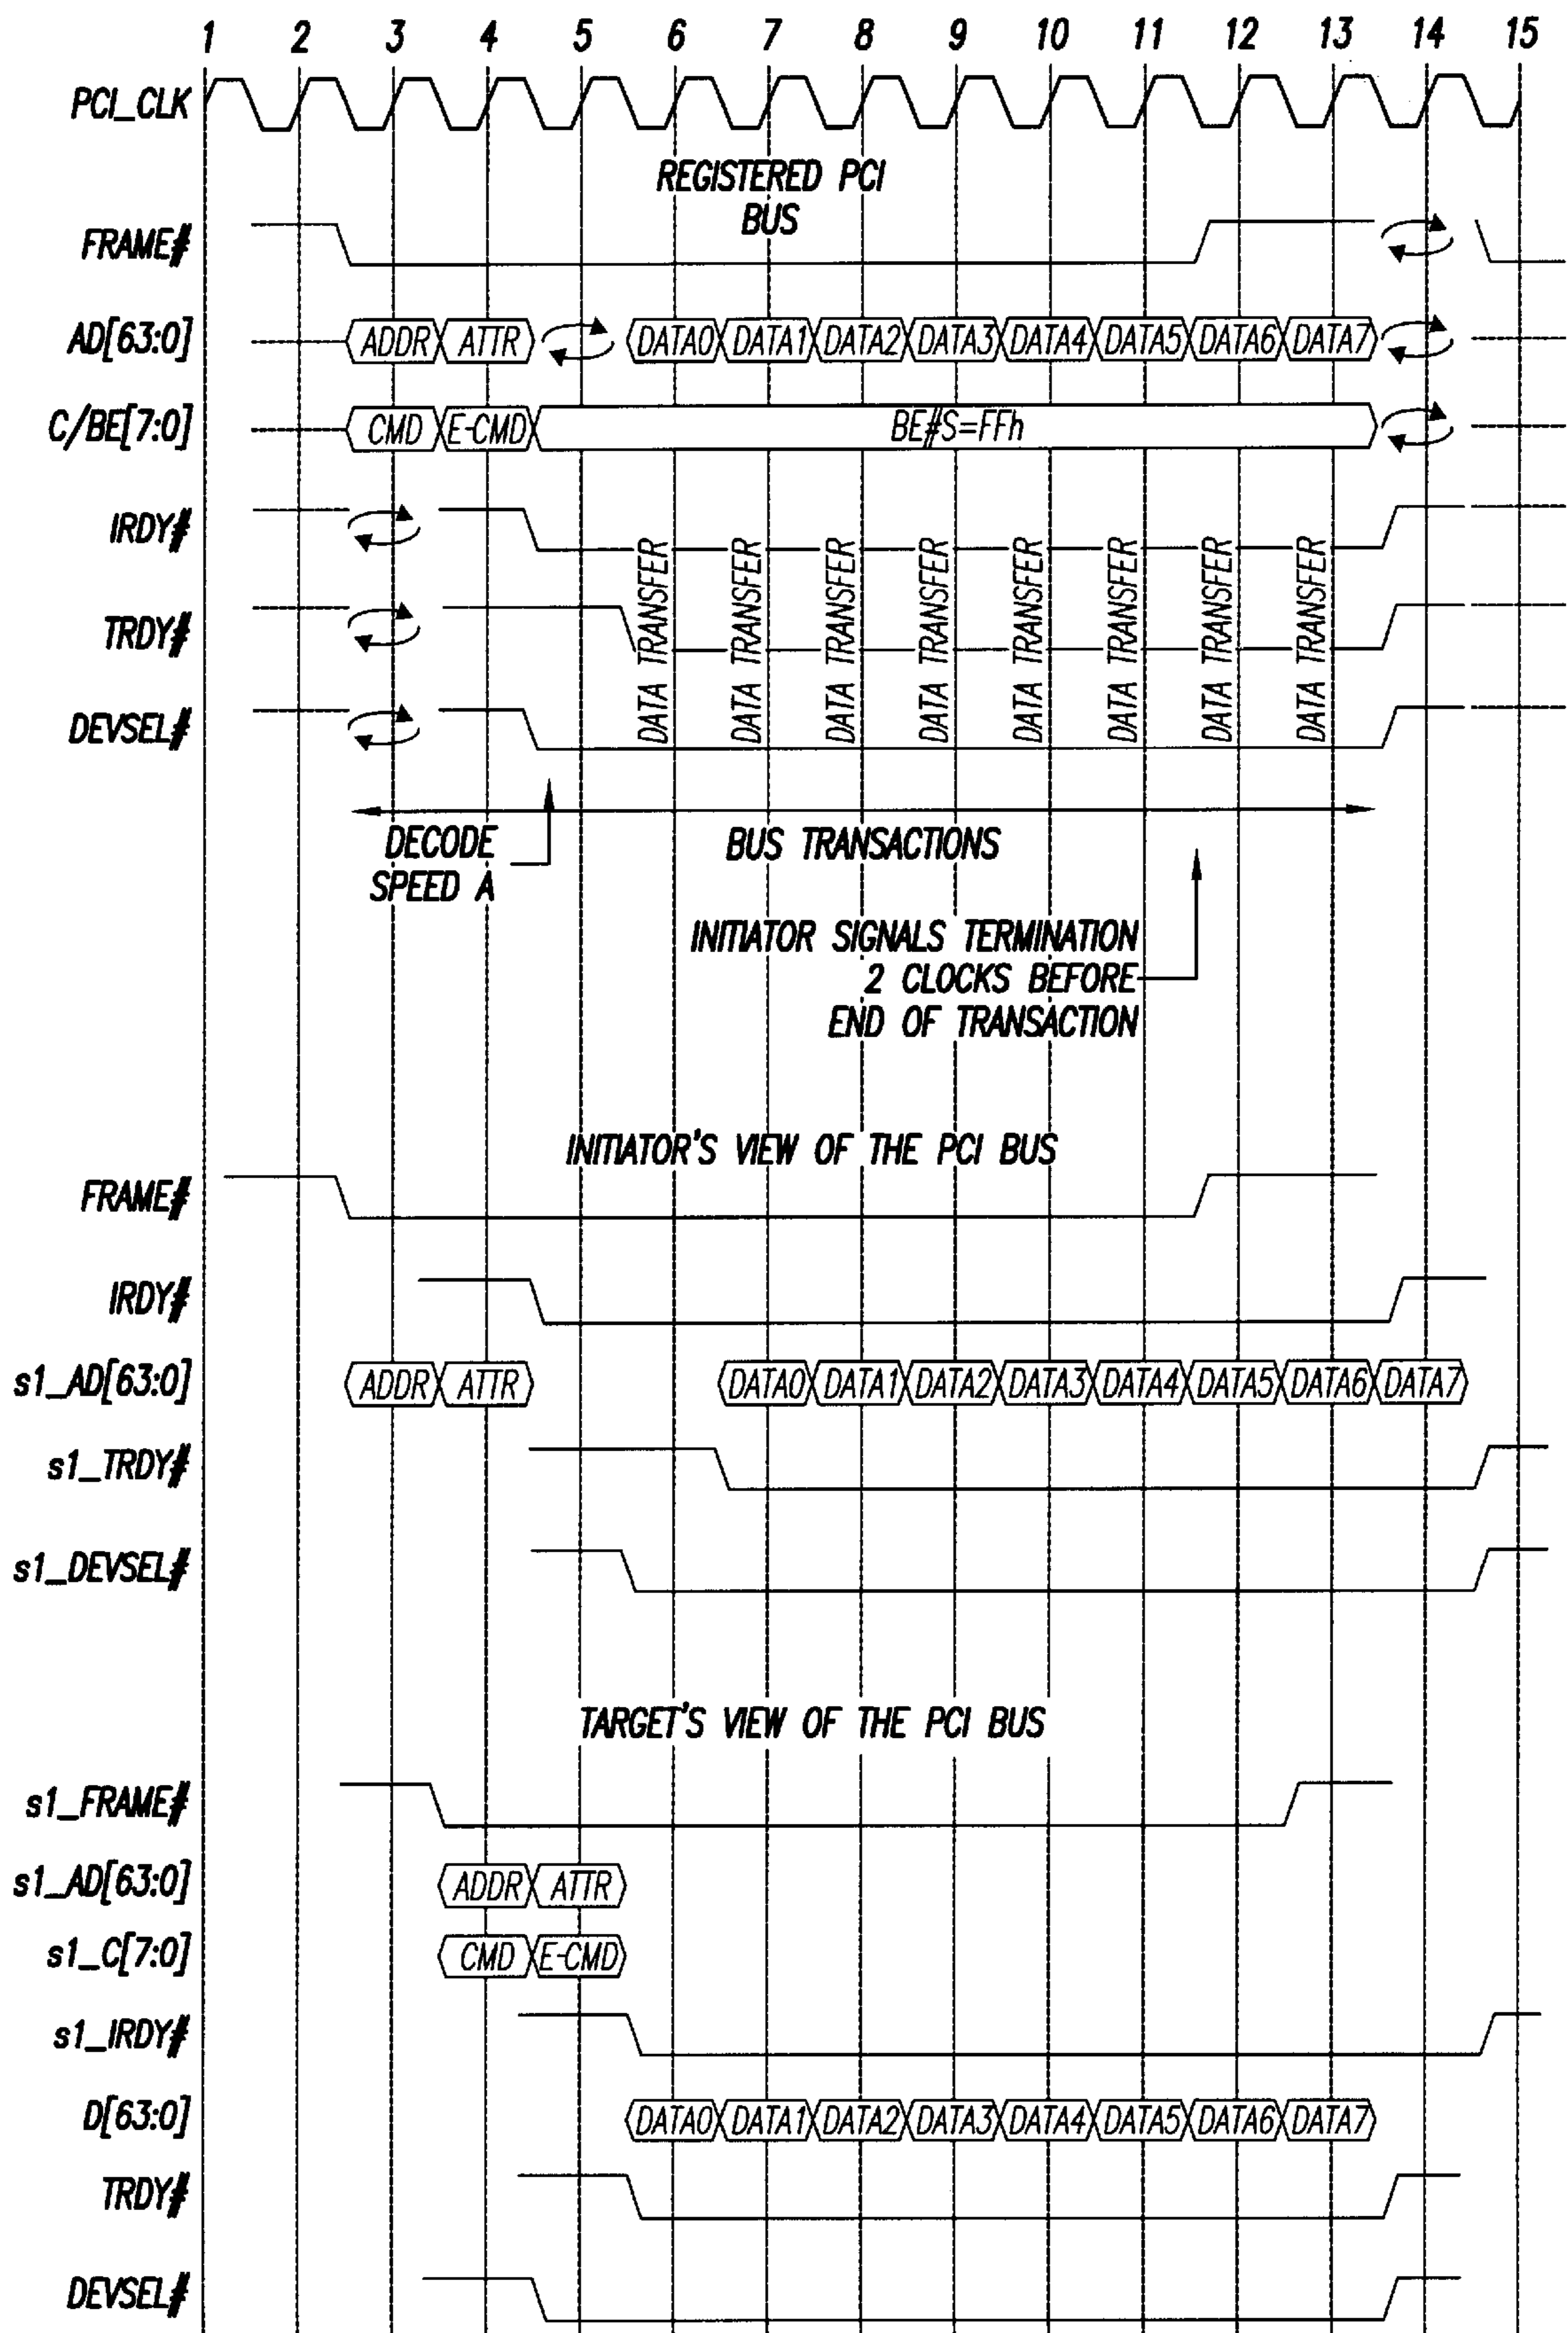 1 2 3 4 5 6 7 8 9 10 11 12 13 14 15
PCI_CLK
REGISTERED PCI
BUS
FRAME#
AD[63:0] ADDR ATTR DATA0 DATA1 DATA2 DATA3 DATA4 DATA5 DATA6 DATA7
C/BE[7:0] CMD E-CMD BE#S=FFh
IRDY#
TRDY#
DEVSEL#
DATA TRANSFER
DATA TRANSFER
DATA TRANSFER
DATA TRANSFER
DATA TRANSFER
DATA TRANSFER
DATA TRANSFER
DATA TRANSFER
DECODE
SPEED A
BUS TRANSACTIONS
INITIATOR SIGNALS TERMINATION
2 CLOCKS BEFORE
END OF TRANSACTION
INITIATOR'S VIEW OF THE PCI BUS
FRAME#
IRDY#
s1_AD[63:0] ADDR ATTR DATA0 DATA1 DATA2 DATA3 DATA4 DATA5 DATA6 DATA7
s1_TRDY#
s1_DEVSEL#
TARGET'S VIEW OF THE PCI BUS
s1_FRAME#
s1_AD[63:0] ADDR ATTR
s1_C[7:0] CMD E-CMD
s1_IRDY#
D[63:0] DATA0 DATA1 DATA2 DATA3 DATA4 DATA5 DATA6 DATA7
TRDY#
DEVSEL#